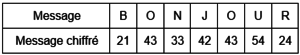 Message B O N J O U R
Message chiffré 21 43 33 42 43 54 24